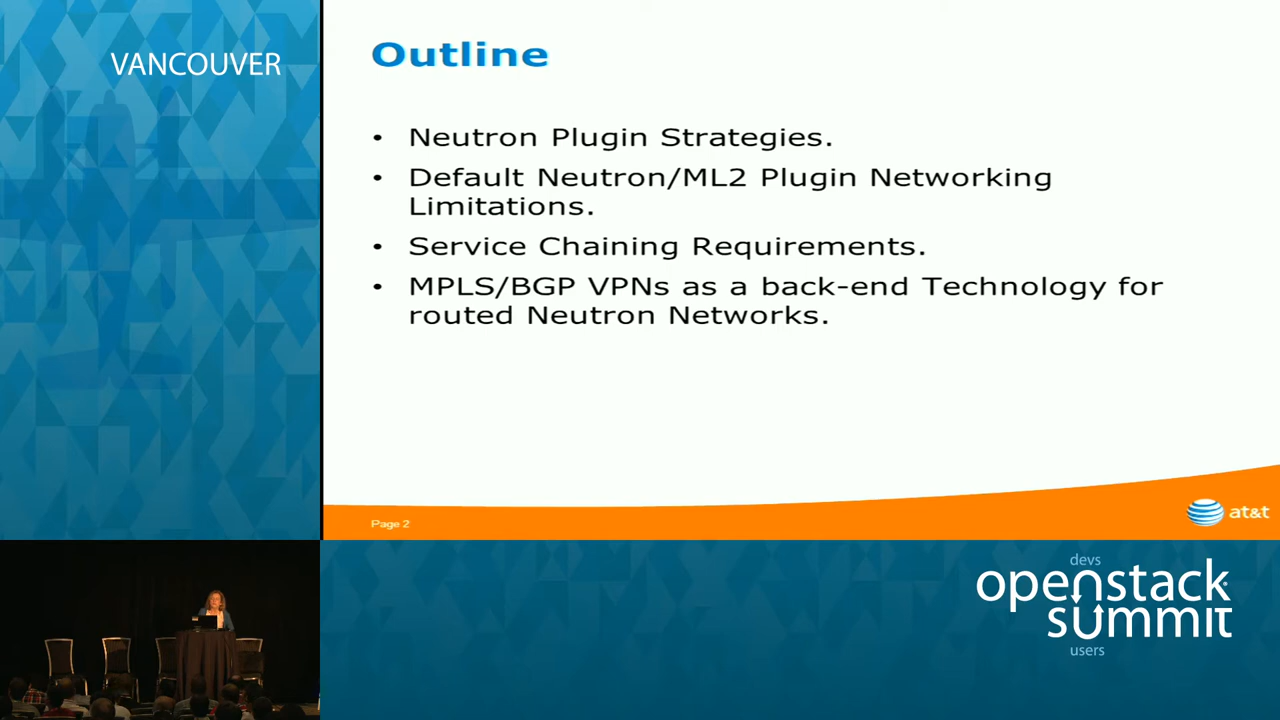 VANCOUVER
Outline
• Neutron Plugin Strategies.
• Default Neutron/ML2 Plugin Networking
Limitations.
• Service Chaining Requirements.
• MPLS/BGP VPNs as a back-end Technology for
routed Neutron Networks.
Page 2
at&t
devs
openstack
summit
users